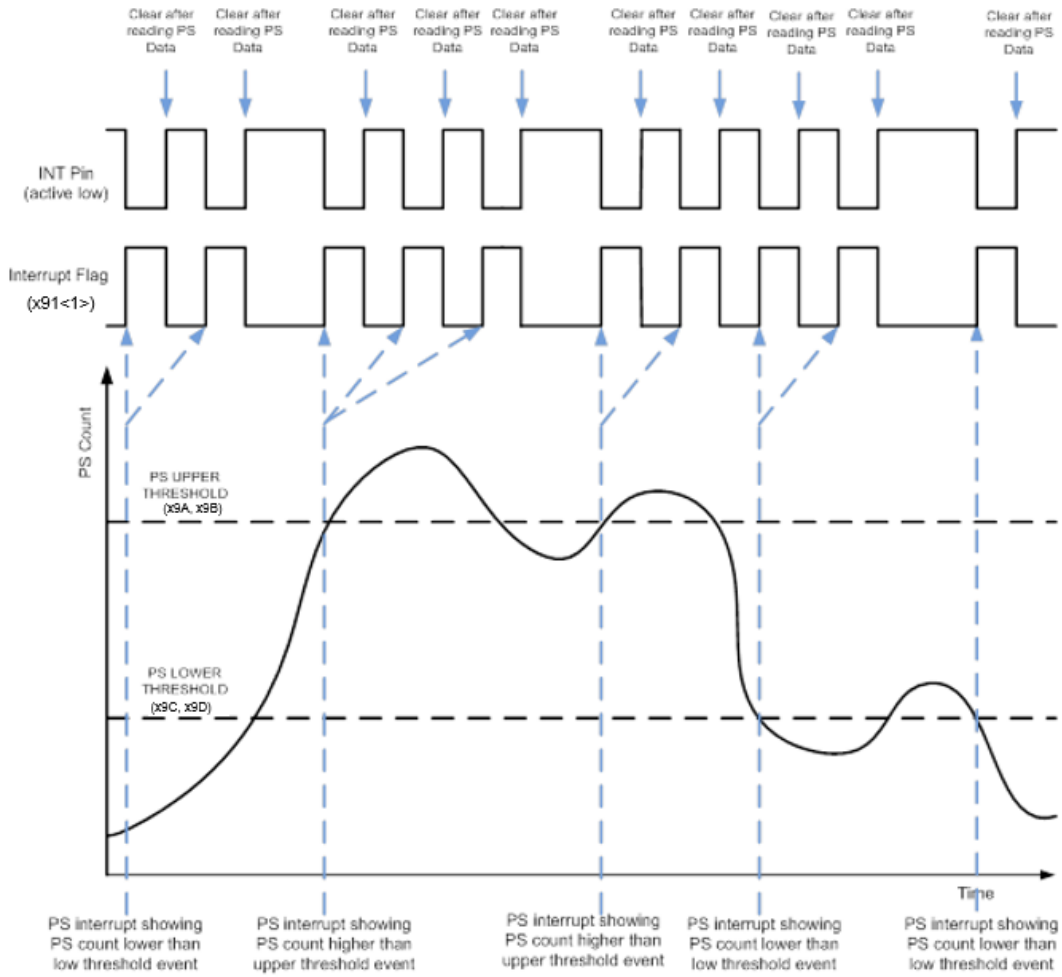 Clear after
reading PS
Data
Clear after
reading PS
Data
Clear after
reading PS
Data
Clear after
reading PS
Data
Clear after
reading PS
Data
Clear after
reading PS
Data
Clear after
reading PS
Data
Clear after
reading PS
Data
Clear after
reading PS
Data
Clear after
reading PS
Data
INT Pin
(active low)
Interrupt Flag
(x91<1>)
PS Count
PS UPPER
THRESHOLD
(x9A, x9B)
PS LOWER
THRESHOLD
(x9C, x9D)
Time
PS interrupt showing
PS count lower than
low threshold event
PS interrupt showing
PS count higher than
upper threshold event
PS interrupt showing
PS count higher than
upper threshold event
PS interrupt showing
PS count lower than
low threshold event
PS interrupt showing
PS count lower than
low threshold event